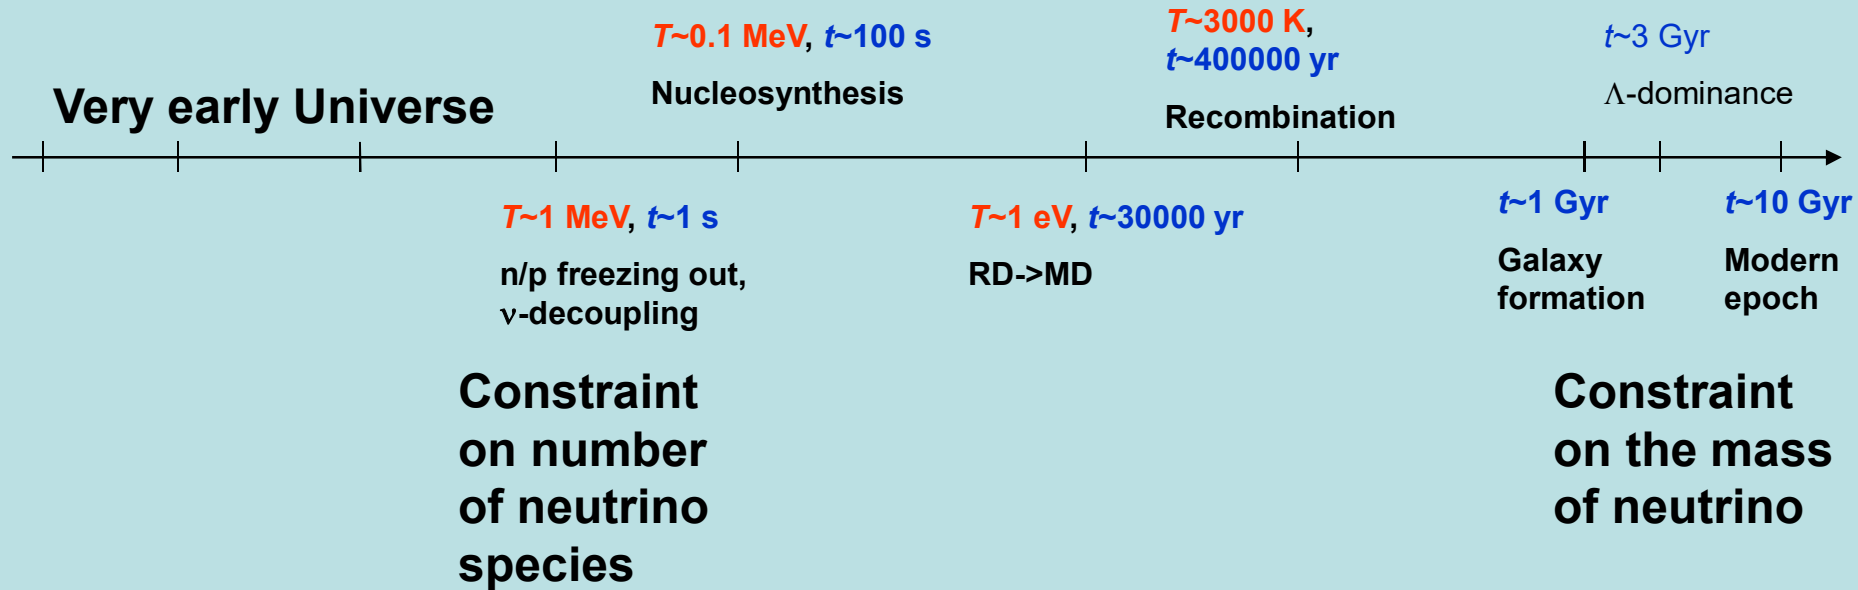 T~0.1 MeV, t~100 s
Nucleosynthesis
T~3000 K,
t~400000 yr
Recombination
t~3 Gyr
Λ-dominance
Very early Universe
T~1 MeV, t~1 s
n/p freezing out,
ν-decoupling
T~1 eV, t~30000 yr
RD->MD
t~1 Gyr
Galaxy
formation
t~10 Gyr
Modern
epoch
Constraint
on number
of neutrino
species
Constraint
on the mass
of neutrino